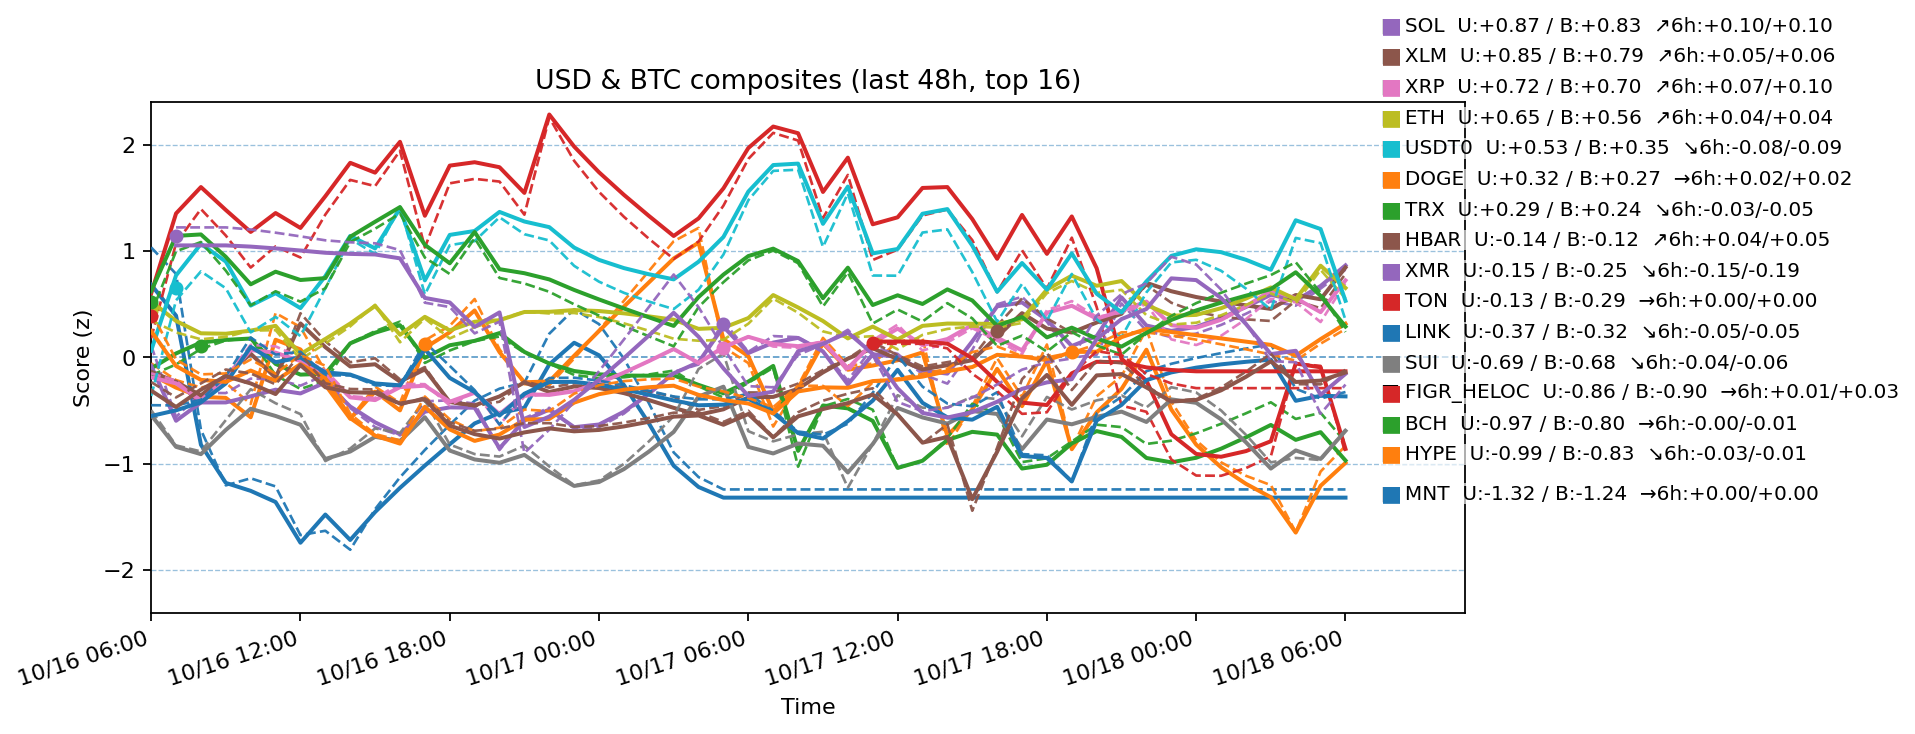 USD & BTC composites (last 48h, top 16)
SOL U:+0.87 / B:+0.83 ↗6h:+0.10/+0.10
XLM U:+0.85 / B:+0.79 ↗6h:+0.05/+0.06
XRP U:+0.72 / B:+0.70 ↗6h:+0.07/+0.10
ETH U:+0.65 / B:+0.56 ↗6h:+0.04/+0.04
USDT0 U:+0.53 / B:+0.35 ↘6h:-0.08/-0.09
DOGE U:+0.32 / B:+0.27 →6h:+0.02/+0.02
TRX U:+0.29 / B:+0.24 ↘6h:-0.03/-0.05
HBAR U:-0.14 / B:-0.12 ↗6h:+0.04/+0.05
XMR U:-0.15 / B:-0.25 ↘6h:-0.15/-0.19
TON U:-0.13 / B:-0.29 →6h:+0.00/+0.00
LINK U:-0.37 / B:-0.32 ↘6h:-0.05/-0.05
SUI U:-0.69 / B:-0.68 ↘6h:-0.04/-0.06
FIGR_HELOC U:-0.86 / B:-0.90 →6h:+0.01/+0.03
BCH U:-0.97 / B:-0.80 →6h:-0.00/-0.01
HYPE U:-0.99 / B:-0.83 ↘6h:-0.03/-0.01
MNT U:-1.32 / B:-1.24 →6h:+0.00/+0.00
Score (z)
2
1
0
−1
−2
10/16 06:00
10/16 12:00
10/16 18:00
10/17 00:00
10/17 06:00
10/17 12:00
10/17 18:00
10/18 00:00
10/18 06:00
Time